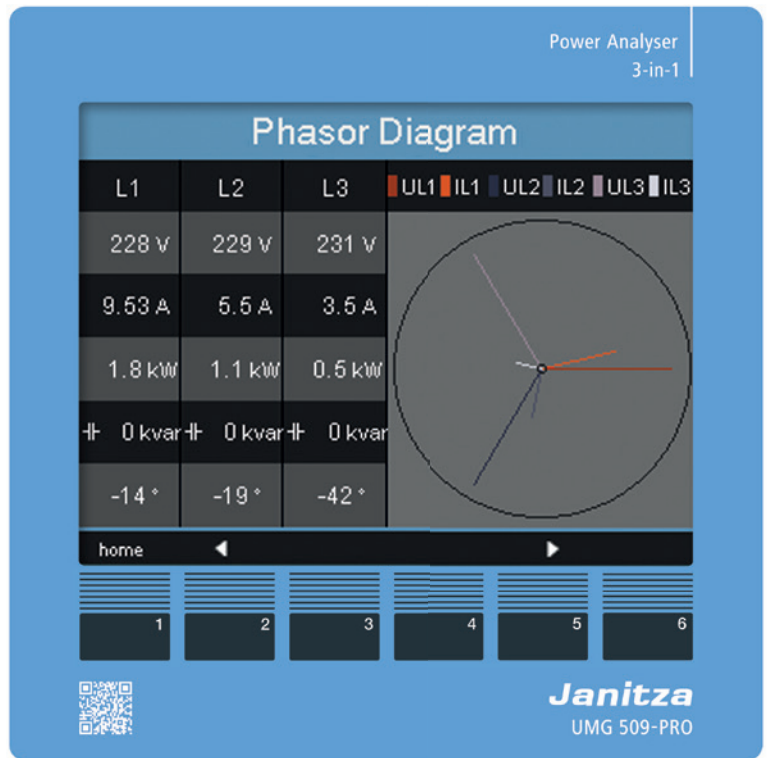 Power Analyser
3-in-1
Phasor Diagram
L1 L2 L3 UL1 IL1 UL2 IL2 UL3 IL3
228 V 229 V 231 V
9.53 A 5.5 A 3.5 A
1.8 kW 1.1 kW 0.5 kW
0 kvar 0 kvar 0 kvar
-14 ° -19 ° -42 °
home
1 2 3 4 5 6
Janitza
UMG 509-PRO